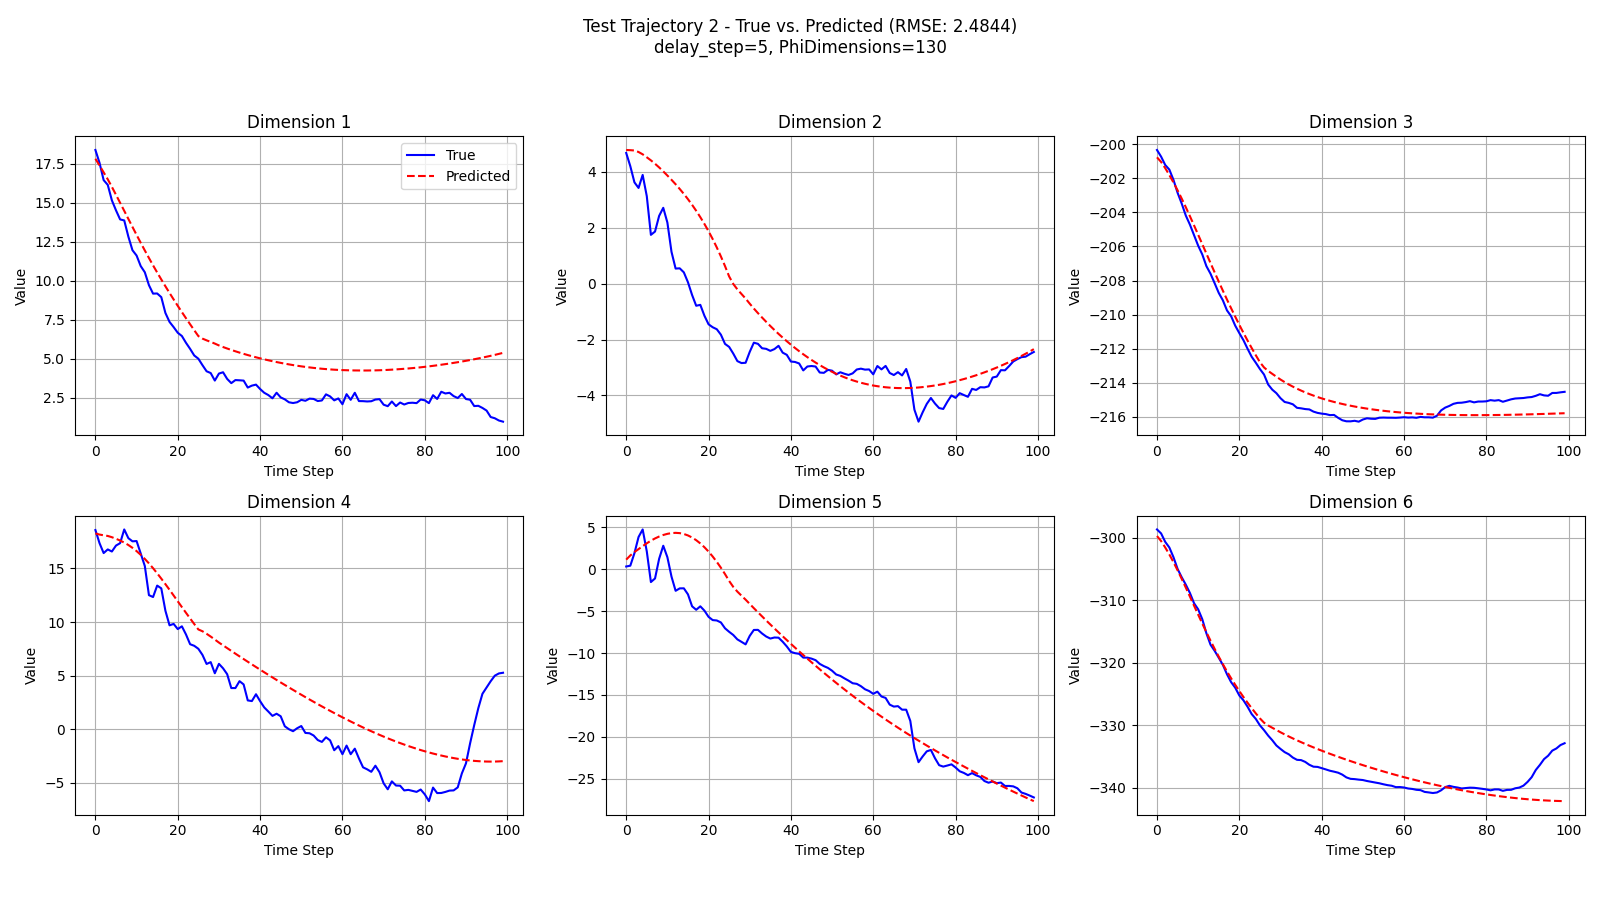 Test Trajectory 2 - True vs. Predicted (RMSE: 2.4844)
delay_step=5, PhiDimensions=130
Dimension 1
True
Predicted
17.5
15.0
12.5
10.0
7.5
5.0
2.5
Value
0 20 40 60 80 100
Time Step
Dimension 2
4
2
0
−2
−4
Value
0 20 40 60 80 100
Time Step
Dimension 3
−200
−202
−204
−206
−208
−210
−212
−214
−216
Value
0 20 40 60 80 100
Time Step
Dimension 4
15
10
5
0
−5
Value
0 20 40 60 80 100
Time Step
Dimension 5
5
0
−5
−10
−15
−20
−25
Value
0 20 40 60 80 100
Time Step
Dimension 6
−300
−310
−320
−330
−340
Value
0 20 40 60 80 100
Time Step